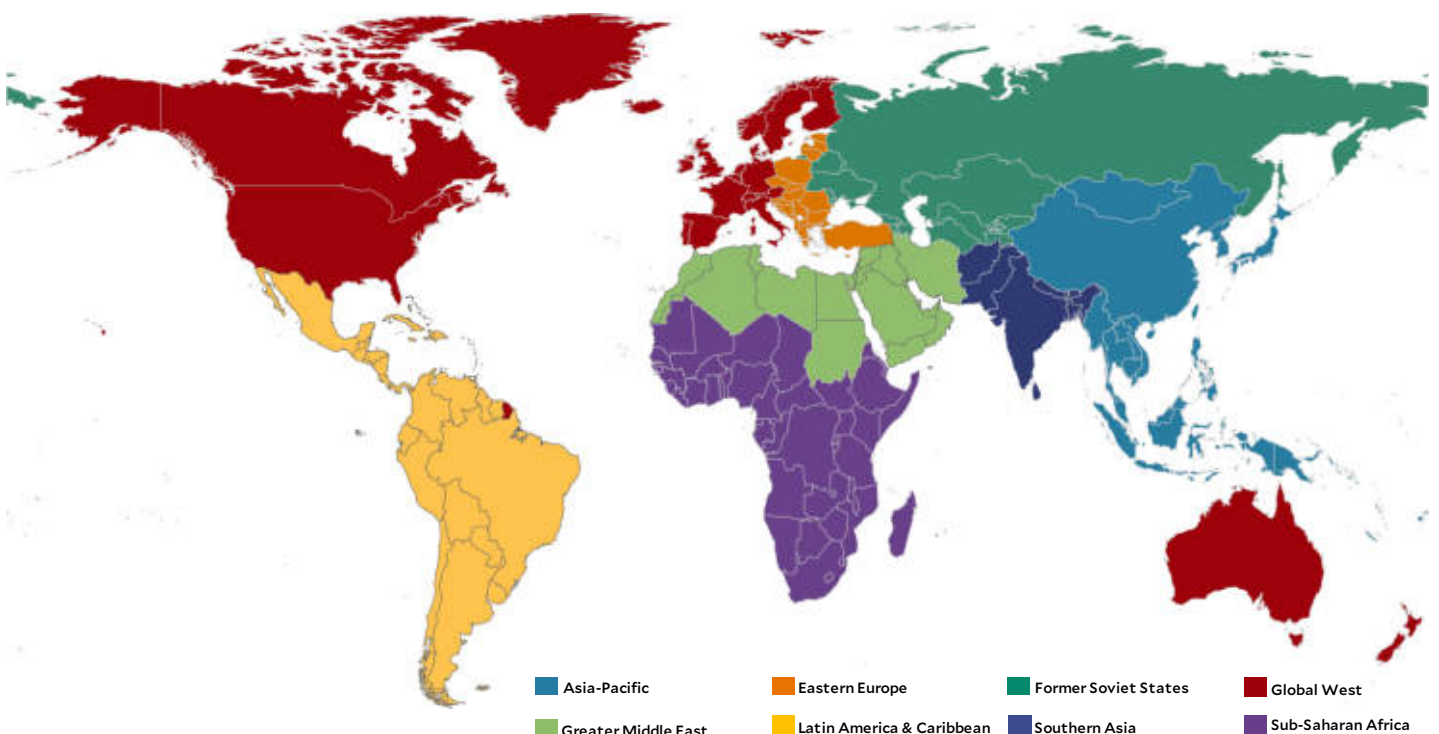 Asia-Pacific
Eastern Europe
Former Soviet States
Global West
Greater Middle East
Latin America & Caribbean
Southern Asia
Sub-Saharan Africa